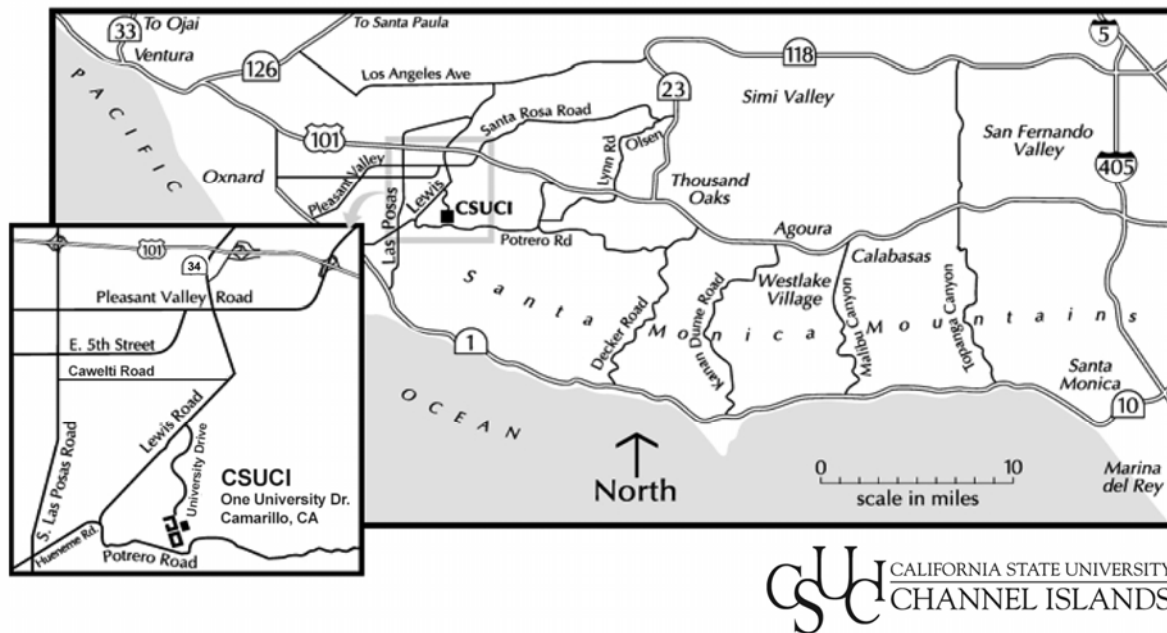 33
To Ojai
Ventura
To Santa Paula
126
Los Angeles Ave
118
5
23
Simi Valley
Santa Rosa Road
San Fernando
Valley
Olsen
Lynn Rd
101
Pleasant Valley
Oxnard
405
Thousand
Oaks
Las Posas
Lewis
CSUCI
Potrero Rd
Agoura
Calabasas
Westlake
Village
PACIFIC
OCEAN
Santa Monica Mountains
Decker Road
Kanan Dume Road
Malibu Canyon
Topanga Canyon
1
Santa
Monica
10
Marina
del Rey
North
0 10
scale in miles
101
34
Pleasant Valley Road
E. 5th Street
Cawelti Road
Lewis Road
S. Las Posas Road
University Drive
CSUCI
One University Dr.
Camarillo, CA
Hueneme Rd.
Potrero Road
CSUCI
CALIFORNIA STATE UNIVERSITY
CHANNEL ISLANDS